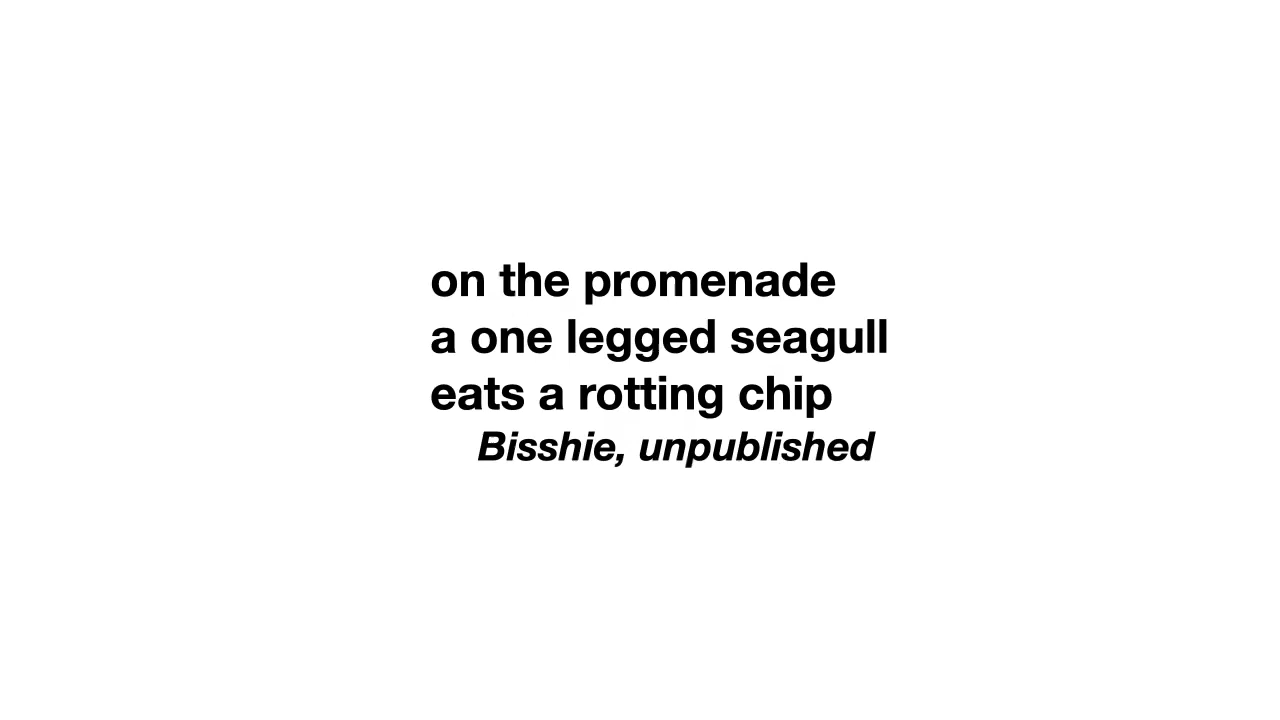 on the promenade
a one legged seagull
eats a rotting chip
Bisshie, unpublished